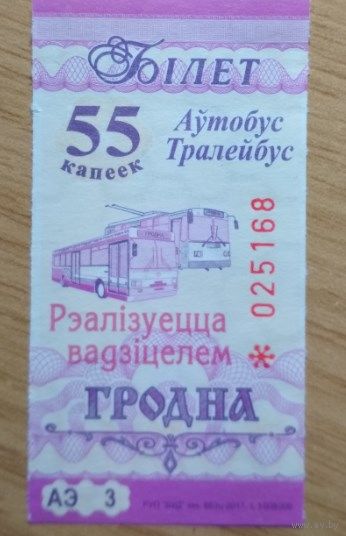 БІЛЕТ
55
капеек
Аўтобус
Тралейбус
ГРОДНА
025168
Рэалізуецца
вадзіцелем
*
ГРОДНА
АЭ 3